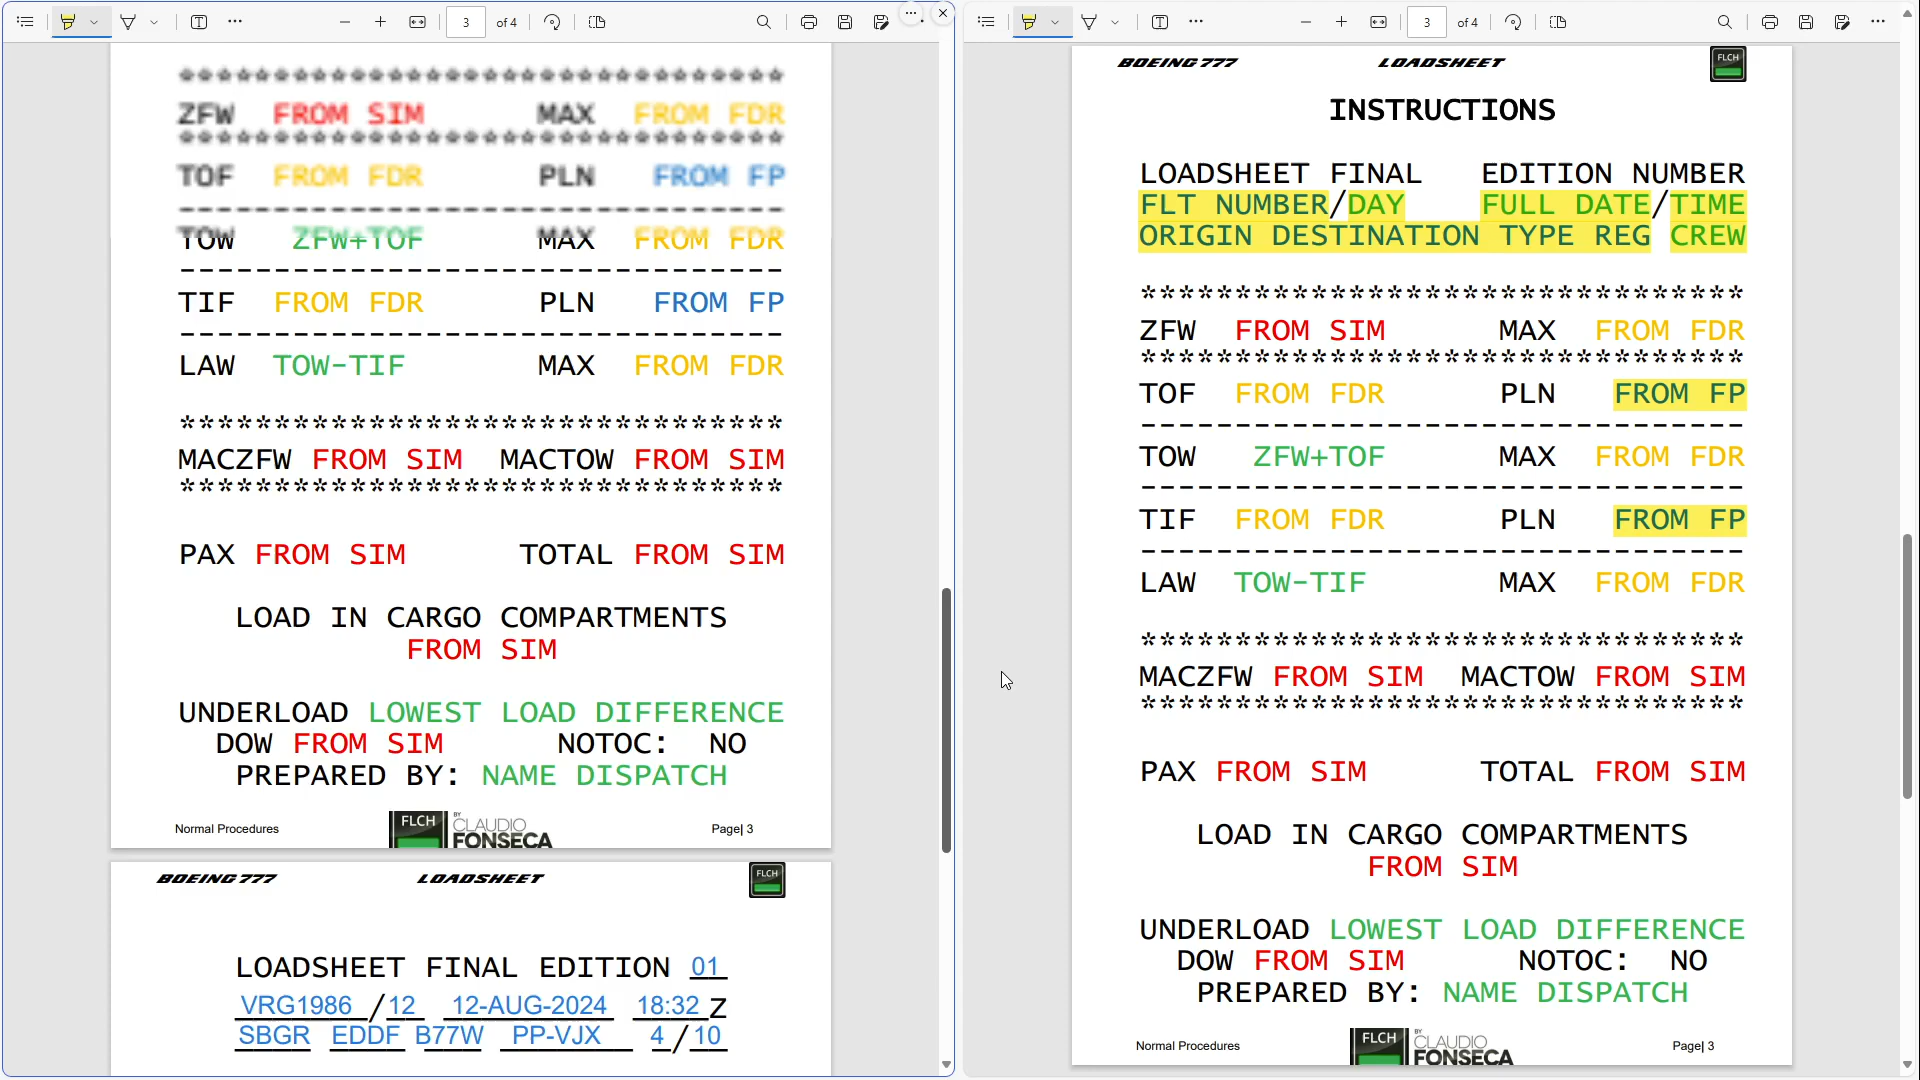 3 of 4
********************************
ZFW FROM SIM MAX FROM FDR
********************************
TOF FROM FDR PLN FROM FP
--------------------------------
TOW ZFW+TOF MAX FROM FDR
--------------------------------
TIF FROM FDR PLN FROM FP
--------------------------------
LAW TOW-TIF MAX FROM FDR
********************************
MACZFW FROM SIM MACTOW FROM SIM
********************************
PAX FROM SIM TOTAL FROM SIM
LOAD IN CARGO COMPARTMENTS
FROM SIM
UNDERLOAD LOWEST LOAD DIFFERENCE
DOW FROM SIM NOTOC: NO
PREPARED BY: NAME DISPATCH
Normal Procedures FLCH BY CLAUDIO FONSECA Page| 3
BOEING 777 LOADSHEET FLCH
LOADSHEET FINAL EDITION 01
VRG1986 /12 12-AUG-2024 18:32 Z
SBGR EDDF B77W PP-VJX 4 /10
3 of 4
BOEING 777 LOADSHEET FLCH
INSTRUCTIONS
LOADSHEET FINAL EDITION NUMBER
FLT NUMBER/DAY FULL DATE/TIME
ORIGIN DESTINATION TYPE REG CREW
********************************
ZFW FROM SIM MAX FROM FDR
********************************
TOF FROM FDR PLN FROM FP
--------------------------------
TOW ZFW+TOF MAX FROM FDR
--------------------------------
TIF FROM FDR PLN FROM FP
--------------------------------
LAW TOW-TIF MAX FROM FDR
********************************
MACZFW FROM SIM MACTOW FROM SIM
********************************
PAX FROM SIM TOTAL FROM SIM
LOAD IN CARGO COMPARTMENTS
FROM SIM
UNDERLOAD LOWEST LOAD DIFFERENCE
DOW FROM SIM NOTOC: NO
PREPARED BY: NAME DISPATCH
Normal Procedures FLCH BY CLAUDIO FONSECA Page| 3